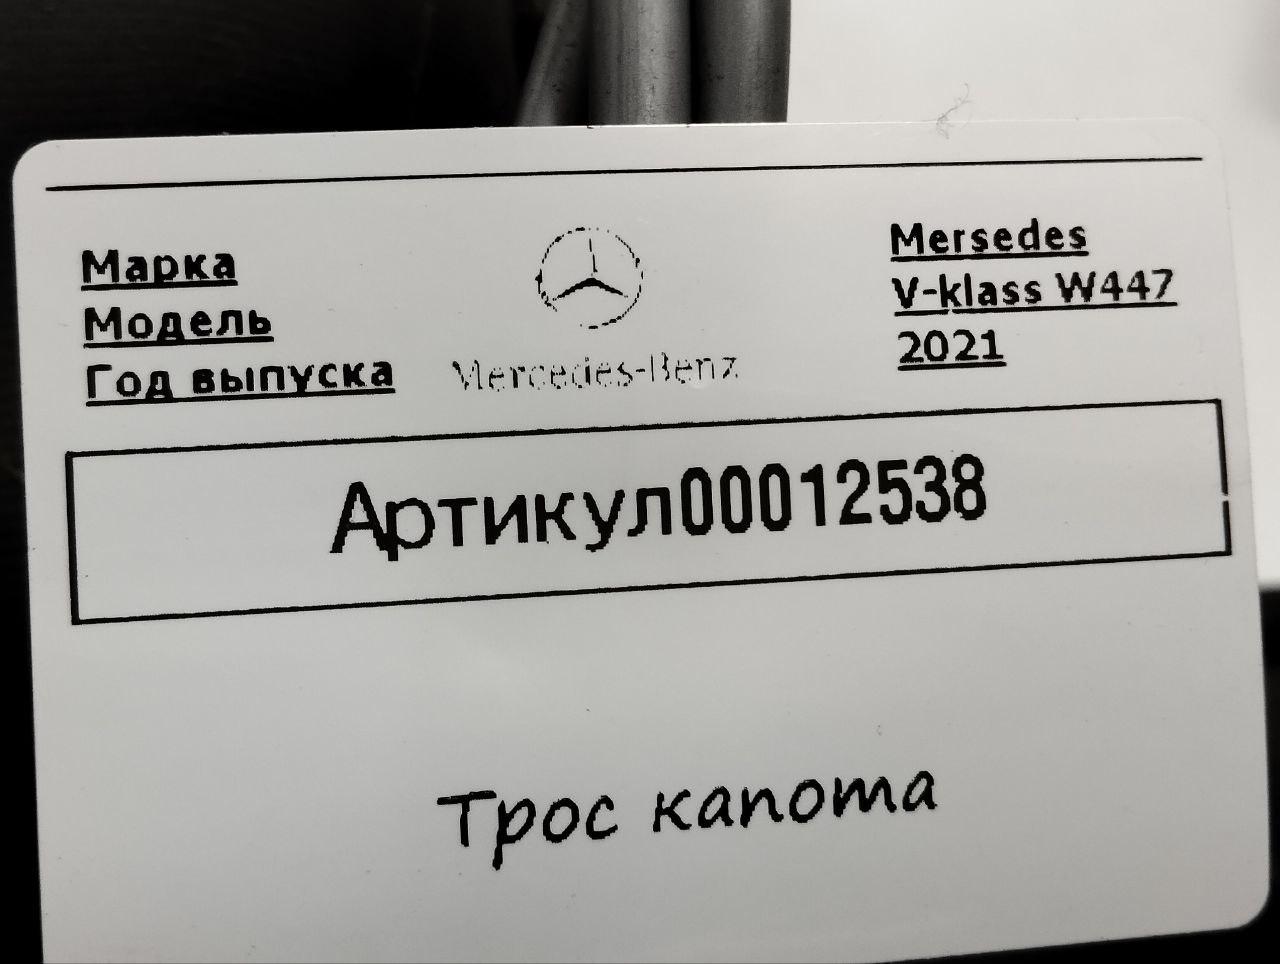 Марка
Модель
Год выпуска
Mercedes-Benz
Mersedes
V-klass W447
2021
Артикул00012538
Трос капота